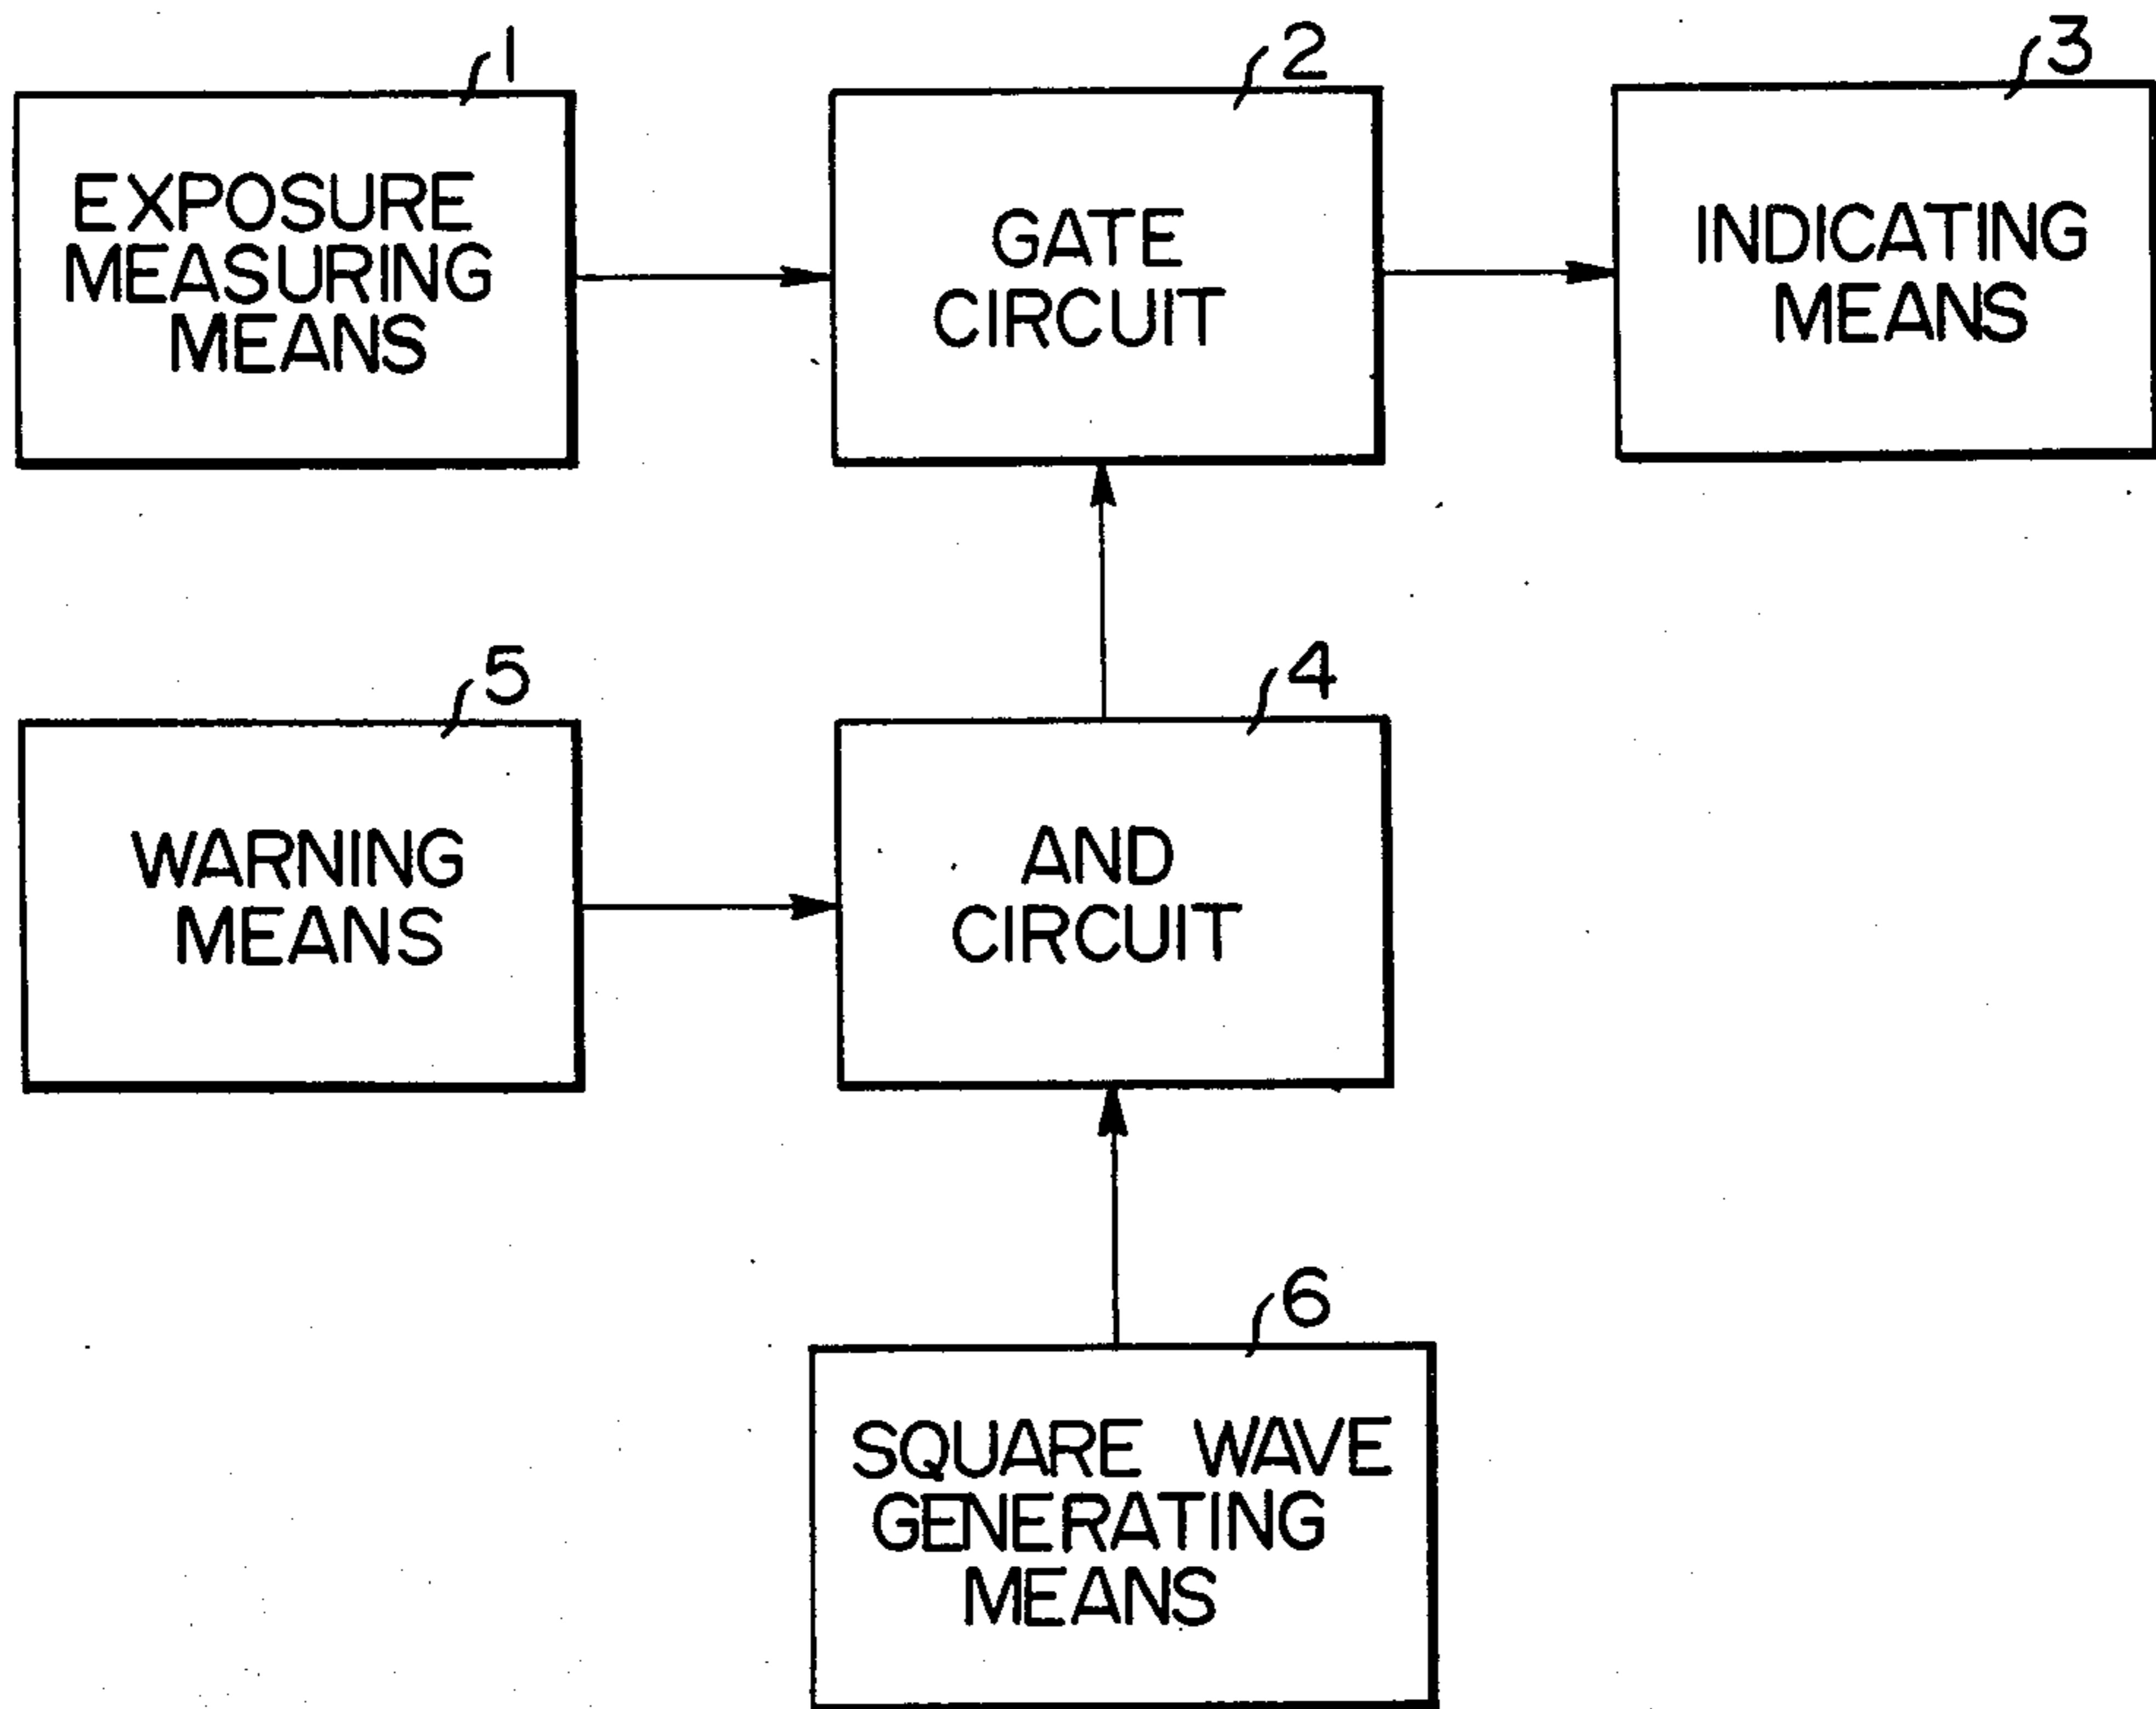 1
EXPOSURE
MEASURING
MEANS
2
GATE
CIRCUIT
3
INDICATING
MEANS
5
WARNING
MEANS
4
AND
CIRCUIT
6
SQUARE WAVE
GENERATING
MEANS